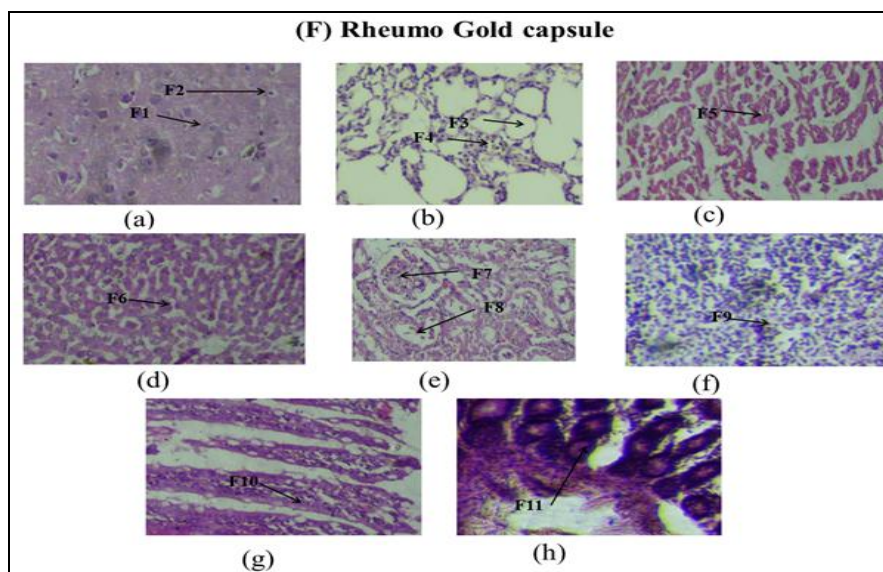 (F) Rheumo Gold capsule
F2
F1
(a)
F3
F4
(b)
F5
(c)
F6
(d)
F7
F8
(e)
F9
(f)
F10
(g)
F11
(h)